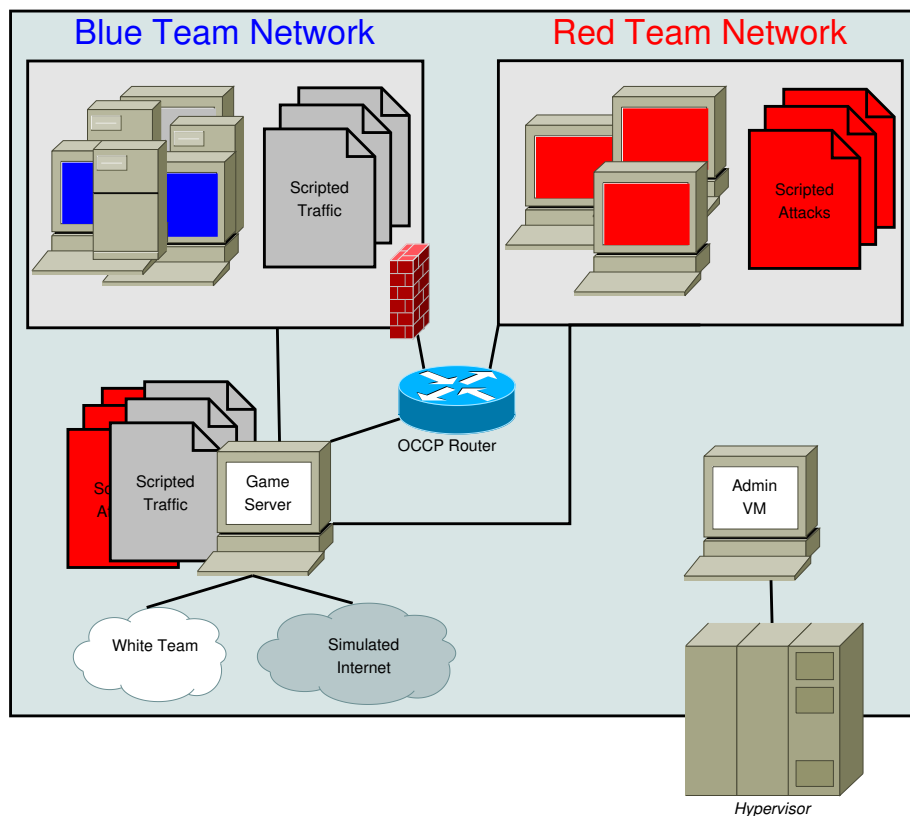 Blue Team Network
Red Team Network
Scripted
Traffic
Scripted
Attacks
OCCP Router
Scripted
Traffic
Game
Server
Admin
VM
White Team
Simulated
Internet
Hypervisor